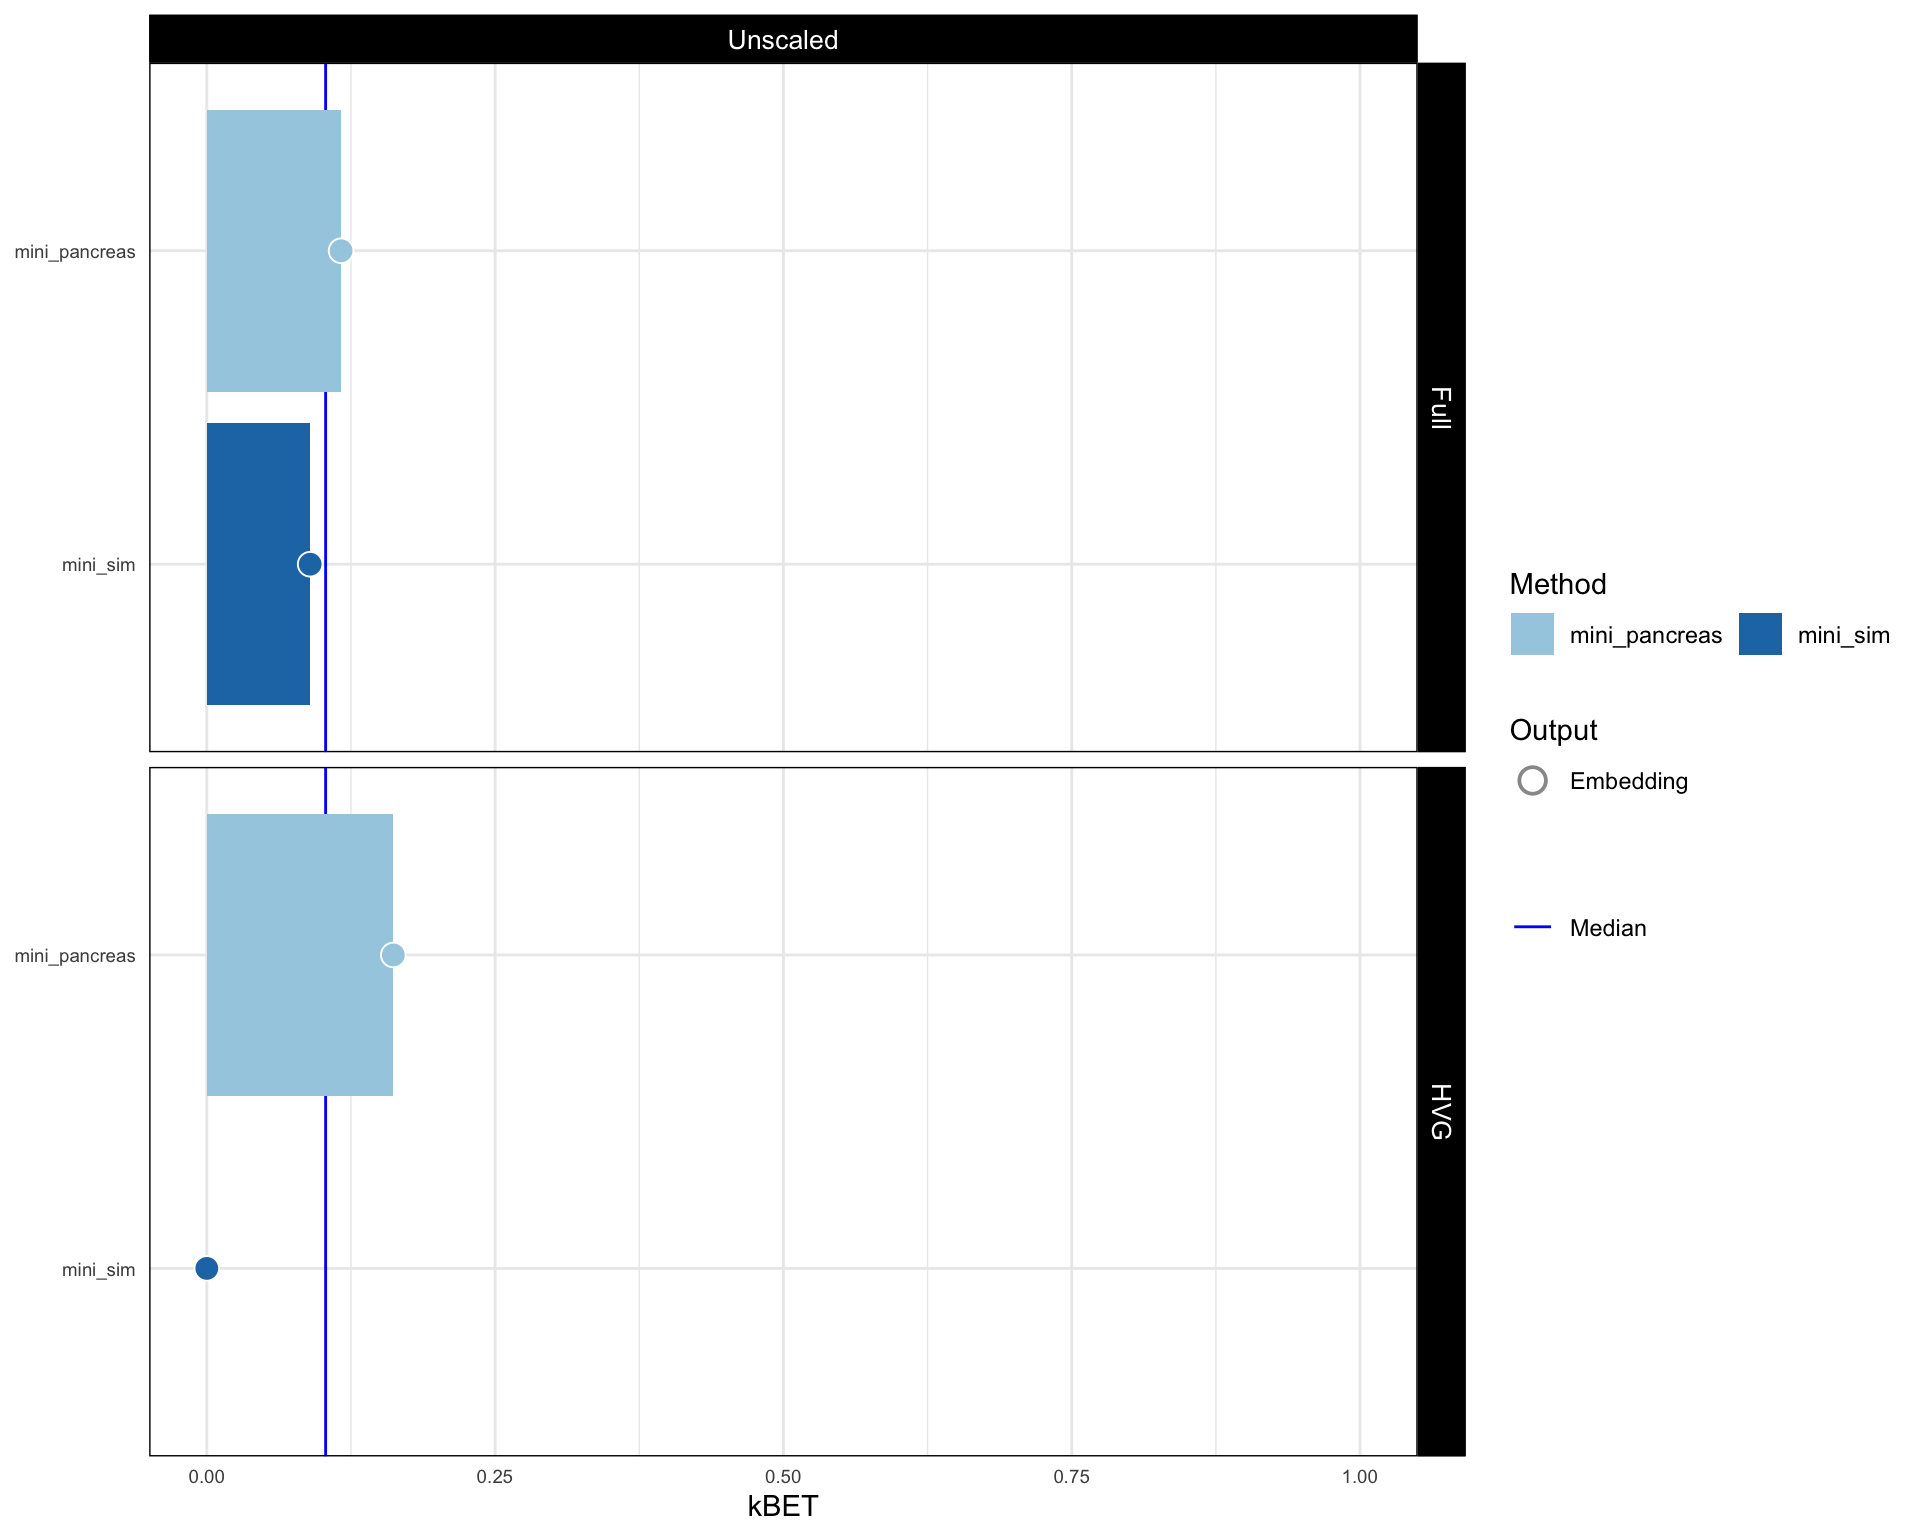 Unscaled
mini_pancreas
mini_sim
Full
mini_pancreas
mini_sim
HVG
0.00 0.25 0.50 0.75 1.00
kBET
Method
mini_pancreas mini_sim
Output
Embedding
Median